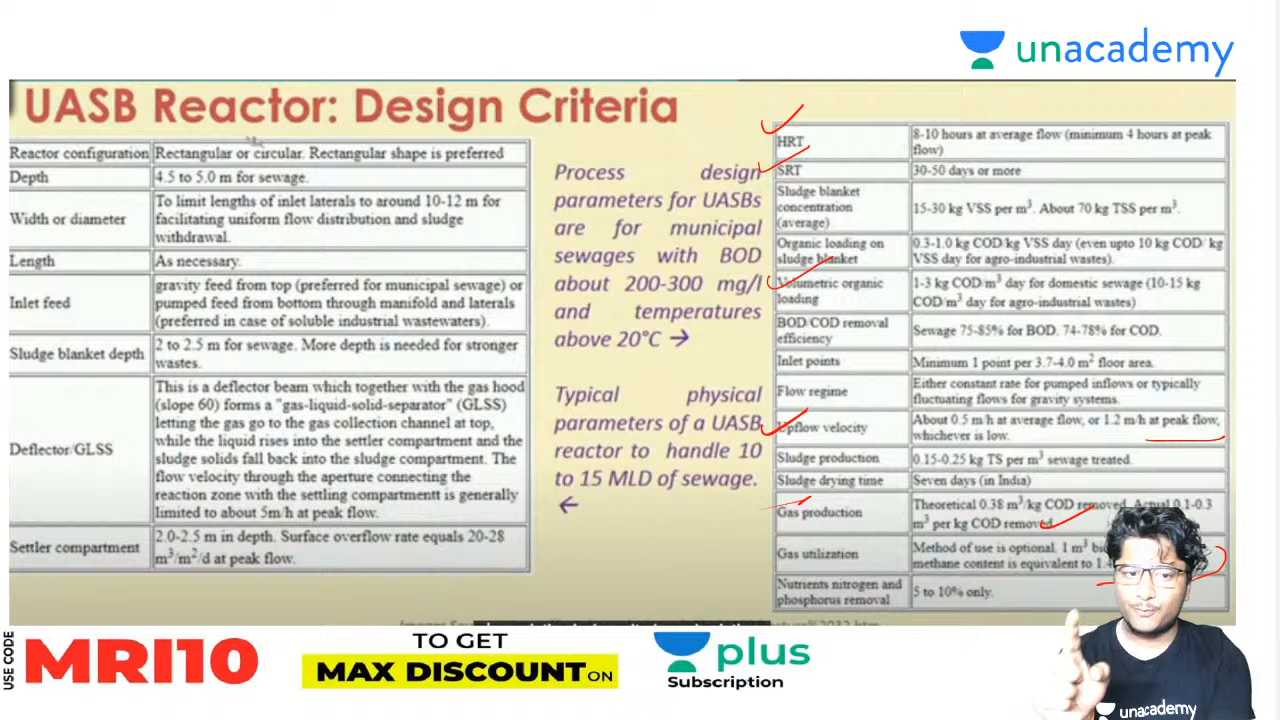 unacademy
UASB Reactor: Design Criteria
Reactor configuration Rectangular or circular. Rectangular shape is preferred
Depth 4.5 to 5.0 m for sewage.
Width or diameter To limit lengths of inlet laterals to around 10-12 m for
facilitating uniform flow distribution and sludge
withdrawal.
Length As necessary.
Inlet feed gravity feed from top (preferred for municipal sewage) or
pumped feed from bottom through manifold and laterals
(preferred in case of soluble industrial wastewaters).
Sludge blanket depth 2 to 2.5 m for sewage. More depth is needed for stronger
wastes.
Deflector/GLSS This is a deflector beam which together with the gas hood
(slope 60) forms a "gas-liquid-solid-separator" (GLSS)
letting the gas go to the gas collection channel at top,
while the liquid rises into the settler compartment and the
sludge solids fall back into the sludge compartment. The
flow velocity through the aperture connecting the
reaction zone with the settling compartmentt is generally
limited to about 5m/h at peak flow.
Settler compartment 2.0-2.5 m in depth. Surface overflow rate equals 20-28
m³/m²/d at peak flow.
Process design
parameters for UASBs
are for municipal
sewages with BOD
about 200-300 mg/l
and temperatures
above 20°C →
Typical physical
parameters of a UASB
reactor to handle 10
to 15 MLD of sewage.
←
HRT 8-10 hours at average flow (minimum 4 hours at peak
flow)
SRT 30-50 days or more
Sludge blanket
concentration
(average) 15-30 kg VSS per m³. About 70 kg TSS per m³.
Organic loading on
sludge blanket 0.3-1.0 kg COD/kg VSS day (even upto 10 kg COD/ kg
VSS day for agro-industrial wastes).
Volumetric organic
loading 1-3 kg COD/m³ day for domestic sewage (10-15 kg
COD/m³ day for agro-industrial wastes)
BOD/COD removal
efficiency Sewage 75-85% for BOD. 74-78% for COD.
Inlet points Minimum 1 point per 3.7-4.0 m² floor area.
Flow regime Either constant rate for pumped inflows or typically
fluctuating flows for gravity systems.
Upflow velocity About 0.5 m/h at average flow, or 1.2 m/h at peak flow,
whichever is low.
Sludge production 0.15-0.25 kg TS per m³ sewage treated.
Sludge drying time Seven days (in India)
Gas production Theoretical 0.38 m³/kg COD removed. Actual 0.1-0.3
m³ per kg COD removed.
Gas utilization Method of use is optional. 1 m³
methane content is equivalent to
Nutrients nitrogen and
phosphorus removal 5 to 10% only.
USE CODE
MRI10
TO GET
MAX DISCOUNT ON
plus
Subscription
unacademy